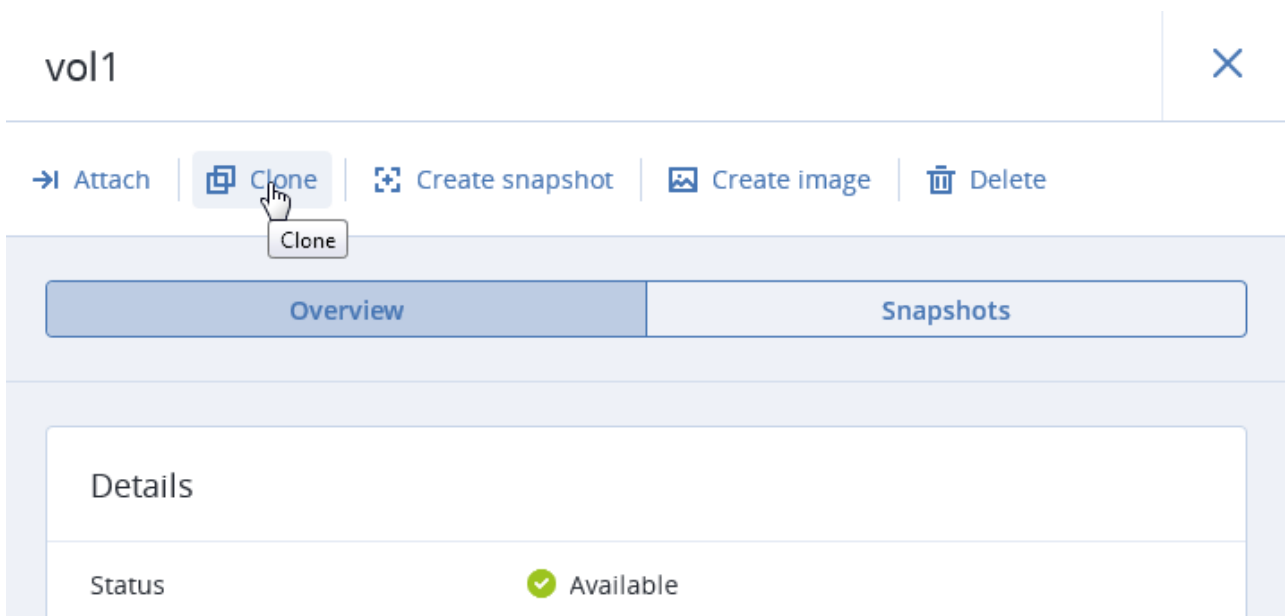 vol1
Attach Clone Create snapshot Create image Delete
Clone
Overview Snapshots
Details
Status Available